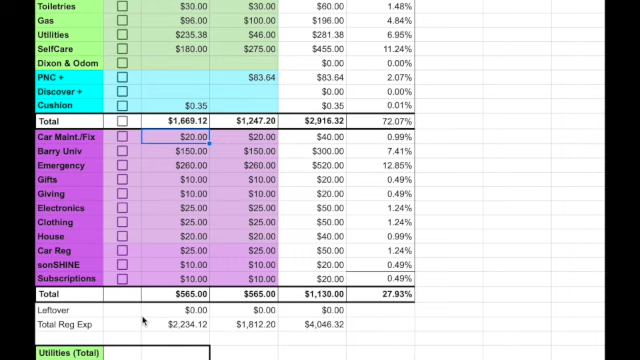 Toiletries $30.00 $30.00 $60.00 1.48%
Gas $96.00 $100.00 $196.00 4.84%
Utilities $235.38 $46.00 $281.38 6.95%
SelfCare $180.00 $275.00 $455.00 11.24%
Dixon & Odom $0.00 0.00%
PNC + $83.64 $83.64 2.07%
Discover + $0.00 0.00%
Cushion $0.35 $0.35 0.01%
Total $1,669.12 $1,247.20 $2,916.32 72.07%
Car Maint./Fix $20.00 $20.00 $40.00 0.99%
Barry Univ $150.00 $150.00 $300.00 7.41%
Emergency $260.00 $260.00 $520.00 12.85%
Gifts $10.00 $10.00 $20.00 0.49%
Giving $10.00 $10.00 $20.00 0.49%
Electronics $25.00 $25.00 $50.00 1.24%
Clothing $25.00 $25.00 $50.00 1.24%
House $20.00 $20.00 $40.00 0.99%
Car Reg $25.00 $25.00 $50.00 1.24%
sonSHINE $10.00 $10.00 $20.00 0.49%
Subscriptions $10.00 $10.00 $20.00 0.49%
Total $565.00 $565.00 $1,130.00 27.93%
Leftover $0.00 $0.00 $0.00
Total Reg Exp $2,234.12 $1,812.20 $4,046.32
Utilities (Total)